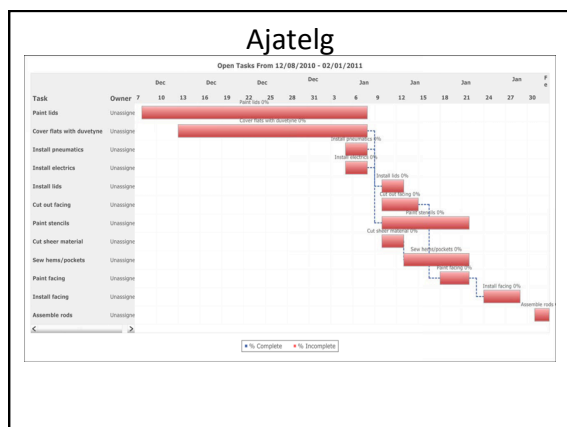 Ajatelg
Open Tasks From 12/08/2010 - 02/01/2011
Dec Dec Dec Dec Jan Jan Jan Jan Fe
Task Owner 7 10 13 16 19 22 25 28 31 3 6 9 12 15 18 21 24 27 30
Paint lids Unassigne Paint lids 0%
Cover flats with duvetyne Unassigne Cover flats with duvetyne 0%
Install pneumatics Unassigne Install pneumatics 0%
Install electrics Unassigne Install electrics 0%
Install lids Unassigne Install lids 0%
Cut out facing Unassigne Cut out facing 0%
Paint stencils Unassigne Paint stencils 0%
Cut sheer material Unassigne Cut sheer material 0%
Sew hems/pockets Unassigne Sew hems/pockets 0%
Paint facing Unassigne Paint facing 0%
Install facing Unassigne Install facing 0%
Assemble rods Unassigne Assemble rods
% Complete % Incomplete